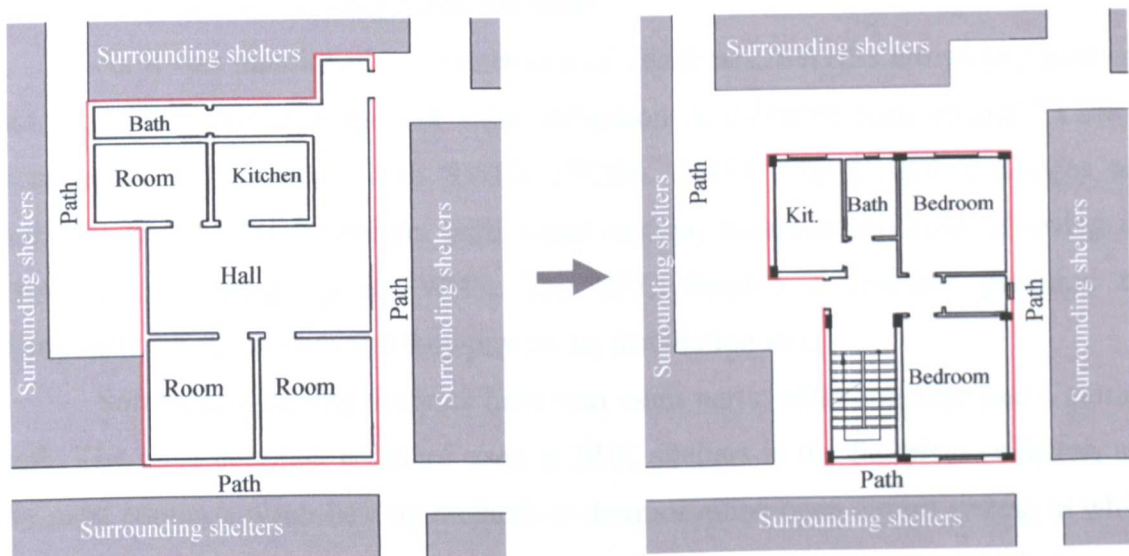 Surrounding shelters
Bath
Room
Kitchen
Path
Surrounding shelters
Hall
Path
Surrounding shelters
Room
Room
Path
Surrounding shelters
Surrounding shelters
Path
Surrounding shelters
Kit.
Bath
Bedroom
Path
Surrounding shelters
Bedroom
Path
Surrounding shelters